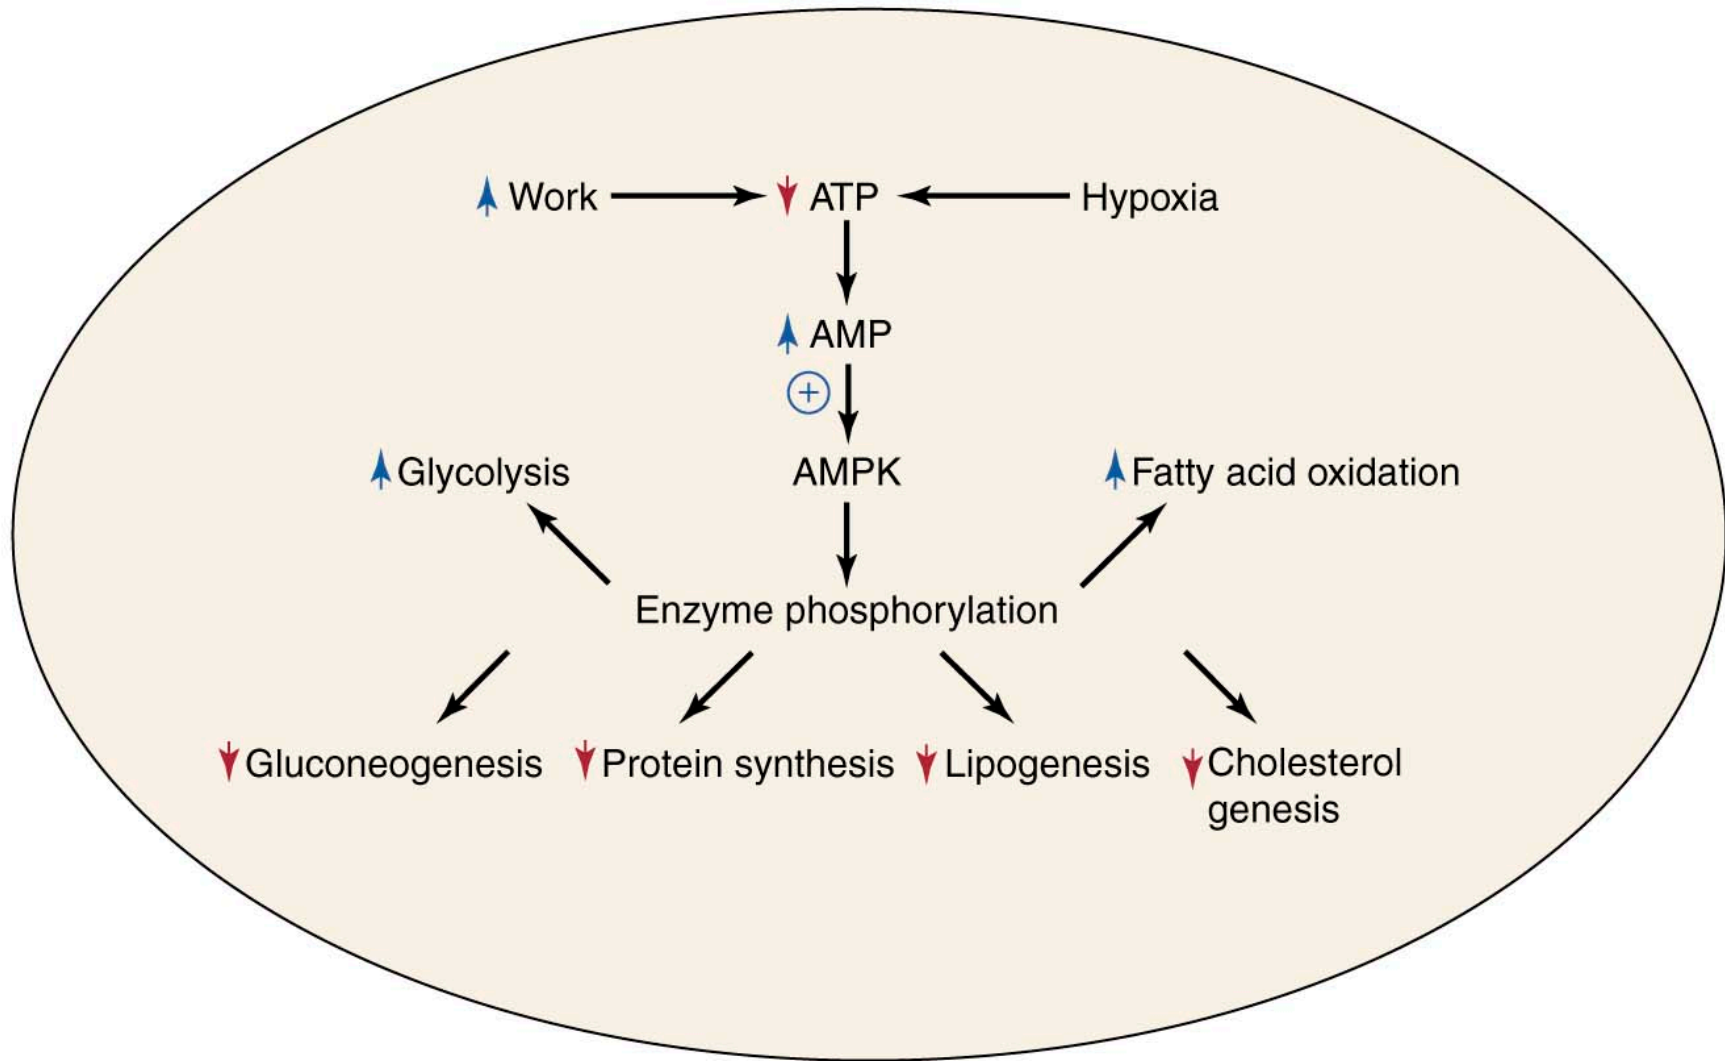 Work
ATP
Hypoxia
AMP
+
Glycolysis
AMPK
Fatty acid oxidation
Enzyme phosphorylation
Gluconeogenesis
Protein synthesis
Lipogenesis
Cholesterol
genesis